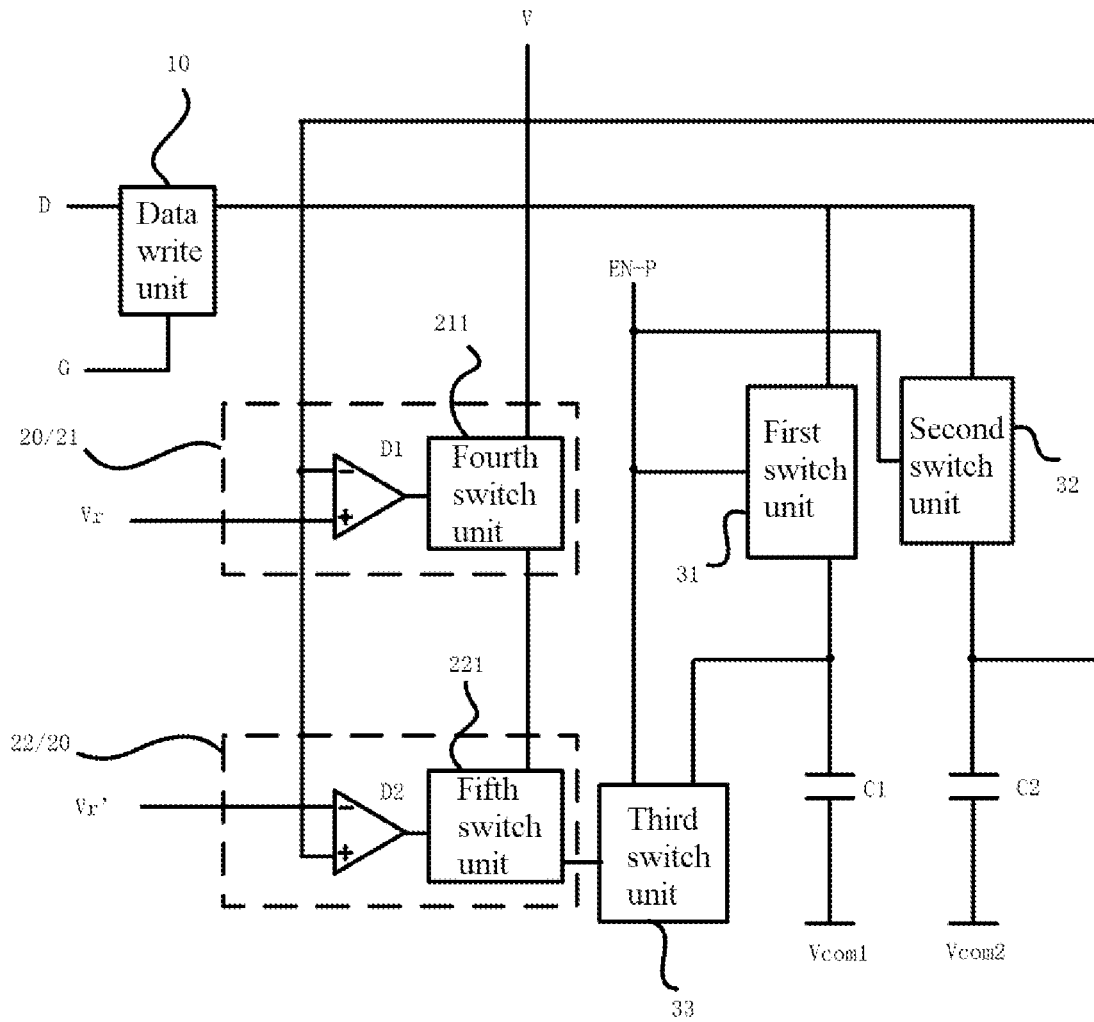 V
10
D
Data
write
unit
G
EN-P
211
20/21
D1
Fourth
switch
unit
−
+
Vr
First
switch
unit
31
Second
switch
unit
32
221
22/20
D2
Fifth
switch
unit
−
+
Vr'
Third
switch
unit
33
C1
C2
Vcom1
Vcom2